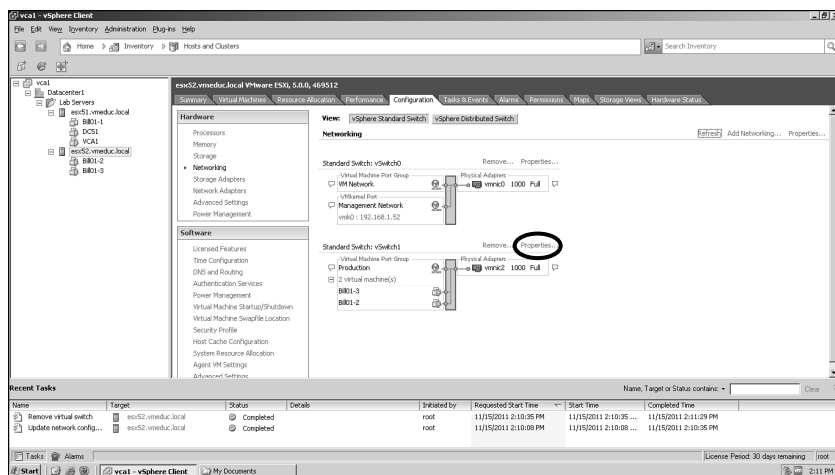 vca1 - vSphere Client
File Edit View Inventory Administration Plug-ins Help
Home Inventory Hosts and Clusters
Search Inventory
vca1
Datacenter1
Lab Servers
esx51.vmeduc.local
Bill01-1
DC51
VCA1
esx52.vmeduc.local
Bill01-2
Bill01-3
esx52.vmeduc.local VMware ESXi, 5.0.0, 469512
Summary Virtual Machines Resource Allocation Performance Configuration Tasks & Events Alarms Permissions Maps Storage Views Hardware Status
Hardware
Processors
Memory
Storage
Networking
Storage Adapters
Network Adapters
Advanced Settings
Power Management
Software
Licensed Features
Time Configuration
DNS and Routing
Authentication Services
Power Management
Virtual Machine Startup/Shutdown
Virtual Machine Swapfile Location
Security Profile
Host Cache Configuration
System Resource Allocation
Agent VM Settings
Advanced Settings
View: vSphere Standard Switch vSphere Distributed Switch
Networking
Refresh Add Networking... Properties...
Standard Switch: vSwitch0 Remove... Properties...
Virtual Machine Port Group Physical Adapters
VM Network vmnic0 1000 Full
VMkernel Port
Management Network
vmk0 : 192.168.1.52
Standard Switch: vSwitch1 Remove... Properties...
Virtual Machine Port Group Physical Adapters
Production vmnic2 1000 Full
2 virtual machine(s)
Bill01-3
Bill01-2
Recent Tasks
Name, Target or Status contains: Clear
Name Target Status Details Initiated by Requested Start Time Start Time Completed Time
Remove virtual switch esx52.vmeduc.local Completed root 11/15/2011 2:10:35 PM 11/15/2011 2:10:35 ... 11/15/2011 2:11:29 PM
Update network config... esx52.vmeduc.local Completed root 11/15/2011 2:10:08 PM 11/15/2011 2:10:08 ... 11/15/2011 2:10:35 PM
Tasks Alarms
License Period: 30 days remaining root
Start vca1 - vSphere Client My Documents 2:11 PM